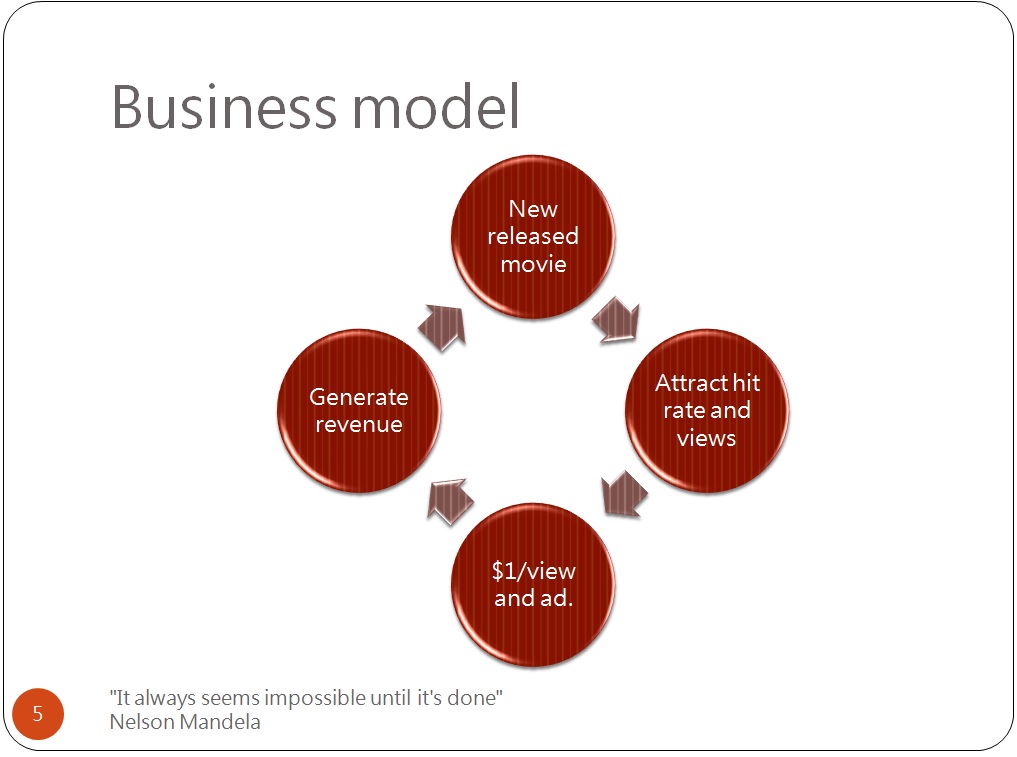 Business model
New
released
movie
Attract hit
rate and
views
$1/view
and ad.
Generate
revenue
"It always seems impossible until it's done"
Nelson Mandela
5